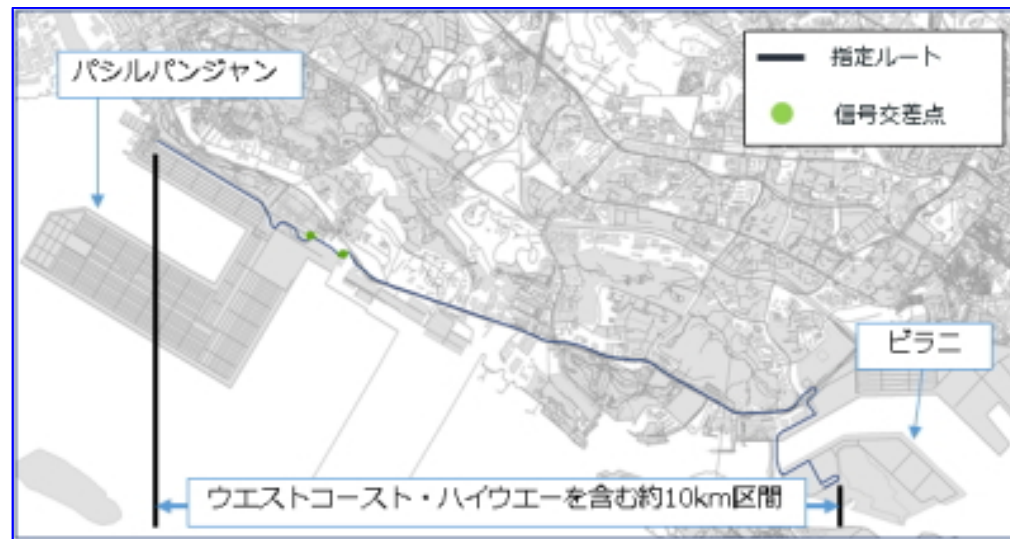 パシルパンジャン
指定ルート
信号交差点
ビラニ
ウエストコースト・ハイウエーを含む約10km区間